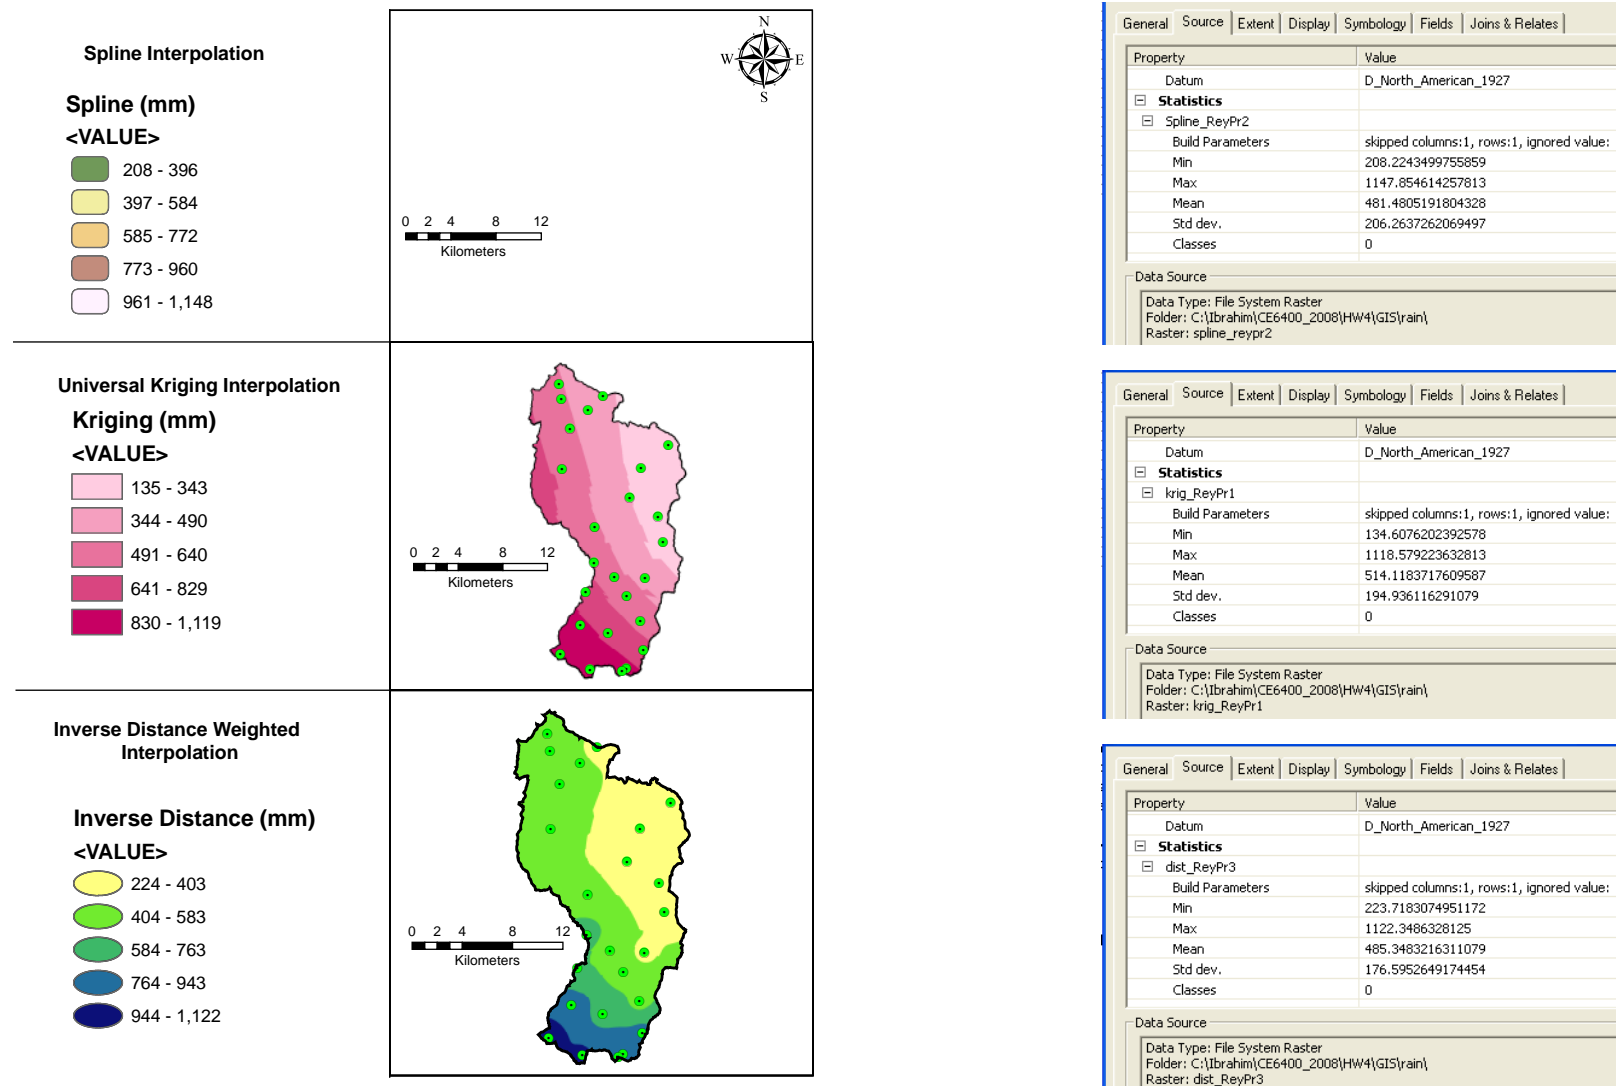 Spline Interpolation
Spline (mm)
<VALUE>
208 - 396
397 - 584
585 - 772
773 - 960
961 - 1,148
N
W E
S
0 2 4 8 12
Kilometers
Universal Kriging Interpolation
Kriging (mm)
<VALUE>
135 - 343
344 - 490
491 - 640
641 - 829
830 - 1,119
0 2 4 8 12
Kilometers
Inverse Distance Weighted
Interpolation
Inverse Distance (mm)
<VALUE>
224 - 403
404 - 583
584 - 763
764 - 943
944 - 1,122
0 2 4 8 12
Kilometers
General Source Extent Display Symbology Fields Joins & Relates
Property Value
Datum D_North_American_1927
Statistics
Spline_ReyPr2
Build Parameters skipped columns:1, rows:1, ignored value:
Min 208.2243499755859
Max 1147.854614257813
Mean 481.4805191804328
Std dev. 206.2637262069497
Classes 0
Data Source
Data Type: File System Raster
Folder: C:\Ibrahim\CE6400_2008\HW4\GIS\rain\
Raster: spline_reypr2
General Source Extent Display Symbology Fields Joins & Relates
Property Value
Datum D_North_American_1927
Statistics
krig_ReyPr1
Build Parameters skipped columns:1, rows:1, ignored value:
Min 134.6076202392578
Max 1118.579223632813
Mean 514.1183717609587
Std dev. 194.936116291079
Classes 0
Data Source
Data Type: File System Raster
Folder: C:\Ibrahim\CE6400_2008\HW4\GIS\rain\
Raster: krig_ReyPr1
General Source Extent Display Symbology Fields Joins & Relates
Property Value
Datum D_North_American_1927
Statistics
dist_ReyPr3
Build Parameters skipped columns:1, rows:1, ignored value:
Min 223.7183074951172
Max 1122.3486328125
Mean 485.3483216311079
Std dev. 176.5952649174454
Classes 0
Data Source
Data Type: File System Raster
Folder: C:\Ibrahim\CE6400_2008\HW4\GIS\rain\
Raster: dist_ReyPr3